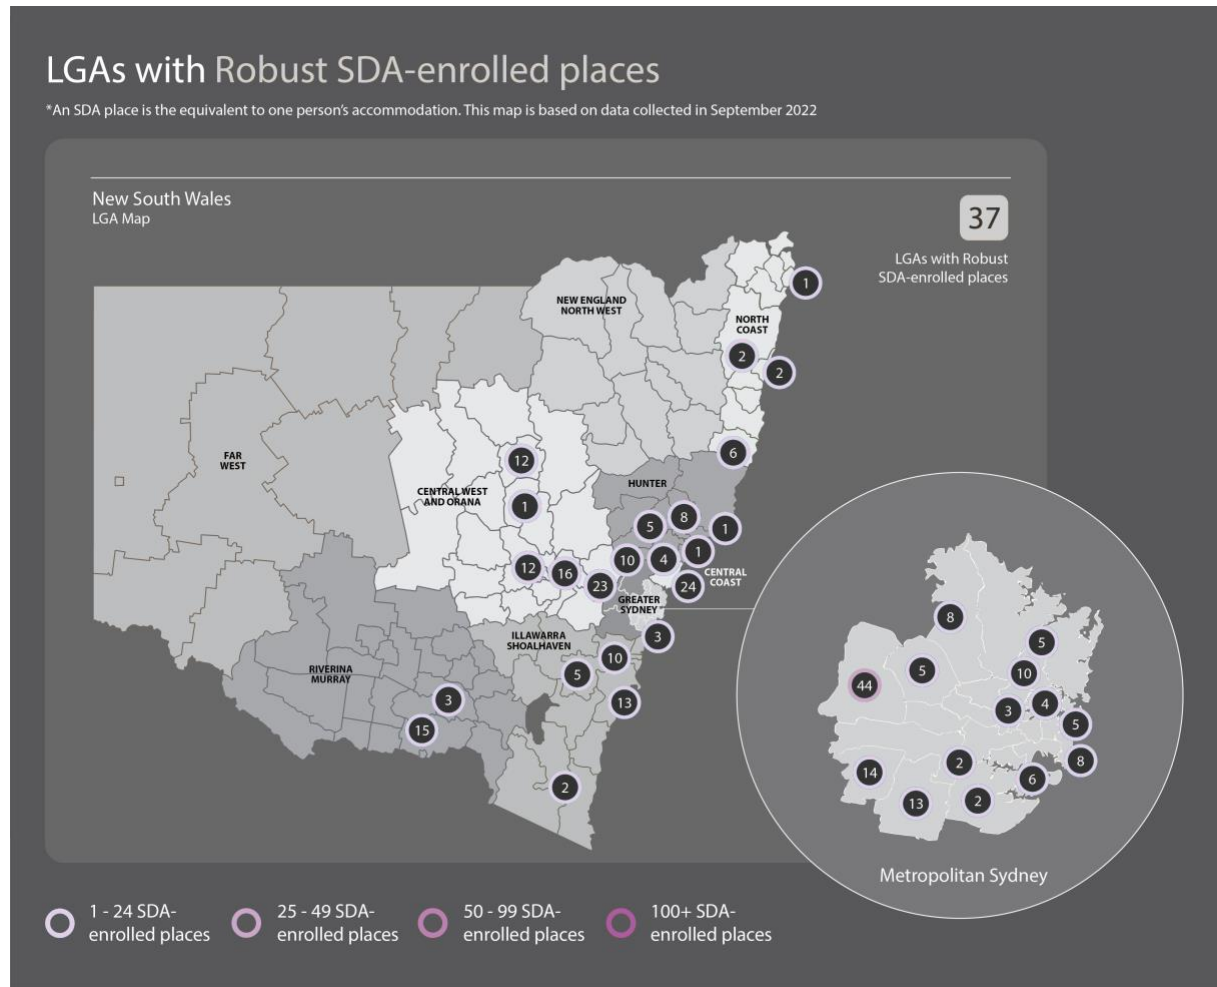 LGAs with Robust SDA-enrolled places
*An SDA place is the equivalent to one person's accommodation. This map is based on data collected in September 2022
New South Wales
LGA Map
37
LGAs with Robust
SDA-enrolled places
NEW ENGLAND
NORTH WEST
1
NORTH
COAST
2
2
FAR
WEST
6
12
CENTRAL WEST
AND ORANA
1
HUNTER
5
8
1
10
4
1
12
16
23
24
CENTRAL
COAST
GREATER
SYDNEY
3
ILLAWARRA
SHOALHAVEN
10
5
13
RIVERINA
MURRAY
3
15
2
8
5
5
10
44
3
4
5
8
2
6
14
13
2
Metropolitan Sydney
1 - 24 SDA-
enrolled places
25 - 49 SDA-
enrolled places
50 - 99 SDA-
enrolled places
100+ SDA-
enrolled places